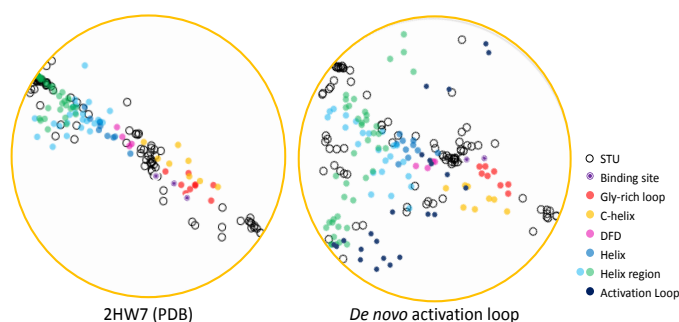 STU
Binding site
Gly-rich loop
C-helix
DFD
Helix
Helix region
Activation Loop
2HW7 (PDB)
De novo activation loop